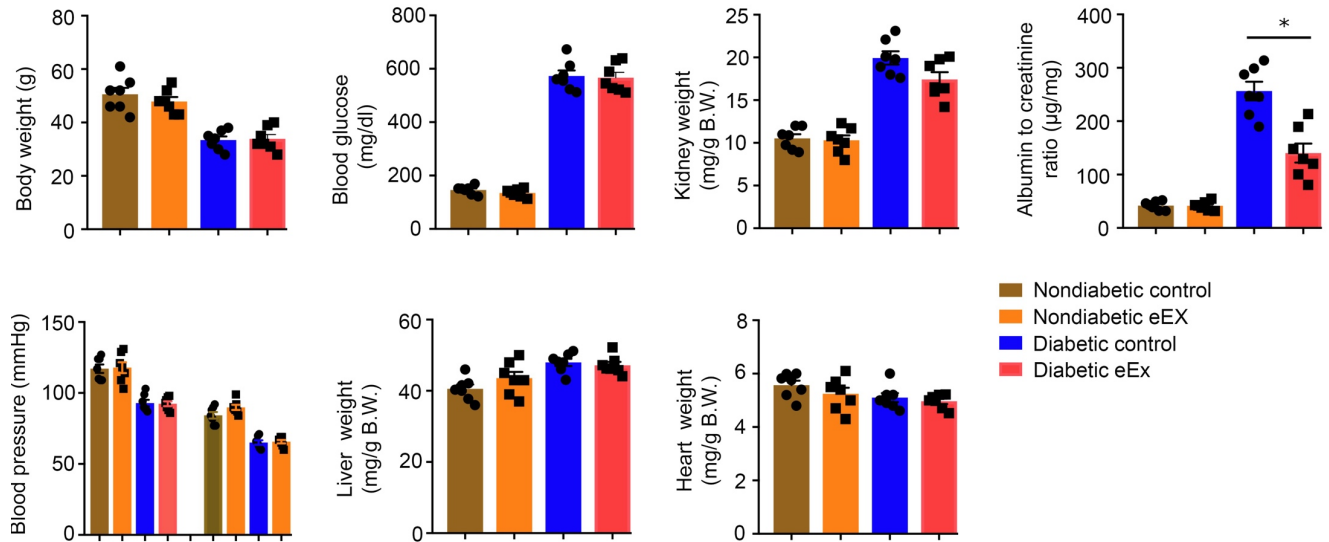 Body weight (g)
80
60
40
20
0
Blood glucose
(mg/dl)
800
600
400
200
0
Kidney weight
(mg/g B.W.)
25
20
15
10
5
0
Albumin to creatinine
ratio (µg/mg)
400
300
200
100
0
*
Blood pressure (mmHg)
150
100
50
0
Liver weight
(mg/g B.W.)
60
40
20
0
Heart weight
(mg/g B.W.)
8
6
4
2
0
Nondiabetic control
Nondiabetic eEX
Diabetic control
Diabetic eEx